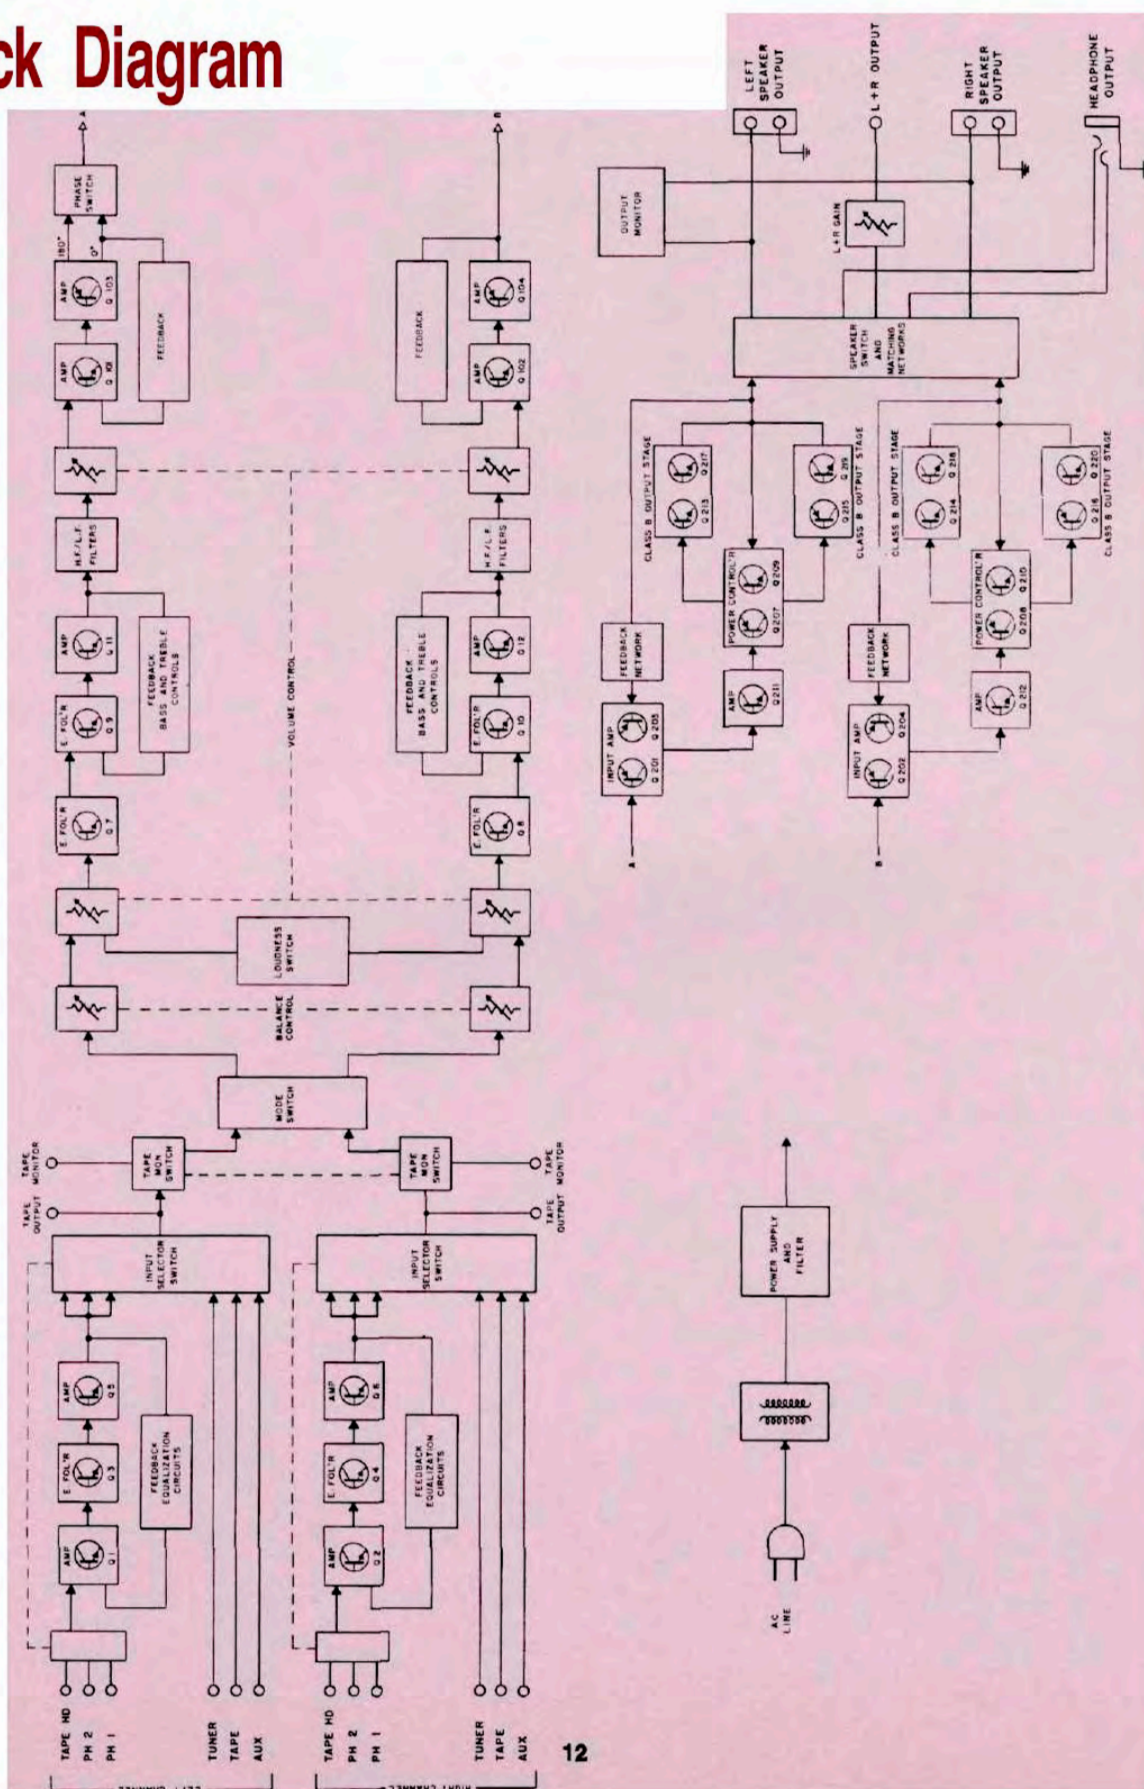 ck Diagram
A
PHASE
SWITCH
180°
0°
AMP
Q 103
AMP
Q 101
FEEDBACK
H.F./L.F.
FILTERS
AMP
Q 11
E. FOL'R
Q 9
FEEDBACK
BASS AND TREBLE
CONTROLS
E. FOL'R
Q 7
B
FEEDBACK
AMP
Q 104
AMP
Q 102
H.F./L.F.
FILTERS
FEEDBACK
BASS AND TREBLE
CONTROLS
AMP
Q 12
E. FOL'R
Q 10
E. FOL'R
Q 8
VOLUME CONTROL
LOUDNESS
SWITCH
BALANCE
CONTROL
MODE
SWITCH
TAPE
MONITOR
TAPE
MON
SWITCH
TAPE
MON
SWITCH
TAPE
MONITOR
TAPE
OUTPUT
TAPE
OUTPUT
INPUT
SELECTOR
SWITCH
INPUT
SELECTOR
SWITCH
AMP
Q 5
E. FOL'R
Q 3
AMP
Q 1
FEEDBACK
EQUALIZATION
CIRCUITS
AMP
Q 6
E. FOL'R
Q 4
AMP
Q 2
FEEDBACK
EQUALIZATION
CIRCUITS
TAPE HD
PH 2
PH 1
TUNER
TAPE
AUX
TAPE HD
PH 2
PH 1
TUNER
TAPE
AUX
LEFT CHANNEL
RIGHT CHANNEL
LEFT
SPEAKER
OUTPUT
L + R OUTPUT
RIGHT
SPEAKER
OUTPUT
HEADPHONE
OUTPUT
OUTPUT
MONITOR
L+R GAIN
SPEAKER
SWITCH
AND
MATCHING
NETWORKS
CLASS B OUTPUT STAGE
Q 213
Q 217
Q 215
Q 219
CLASS B OUTPUT STAGE
CLASS B OUTPUT STAGE
Q 214
Q 218
Q 216
Q 220
CLASS B OUTPUT STAGE
POWER CONTROL'R
Q 207
Q 209
POWER CONTROL'R
Q 208
Q 210
FEEDBACK
NETWORK
FEEDBACK
NETWORK
AMP
Q 211
AMP
Q 212
INPUT AMP
Q 201
Q 203
INPUT AMP
Q 202
Q 204
A
B
POWER SUPPLY
AND
FILTER
AC
LINE
12